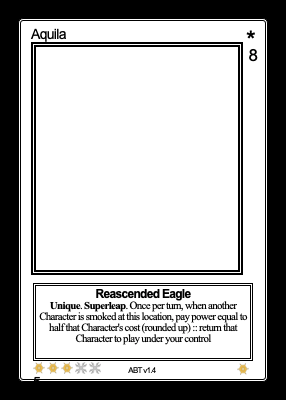 Aquila
*
8
Reascended Eagle
Unique. Superleap. Once per turn, when another
Character is smoked at this location, pay power equal to
half that Character's cost (rounded up) :: return that
Character to play under your control
ABT v1.4